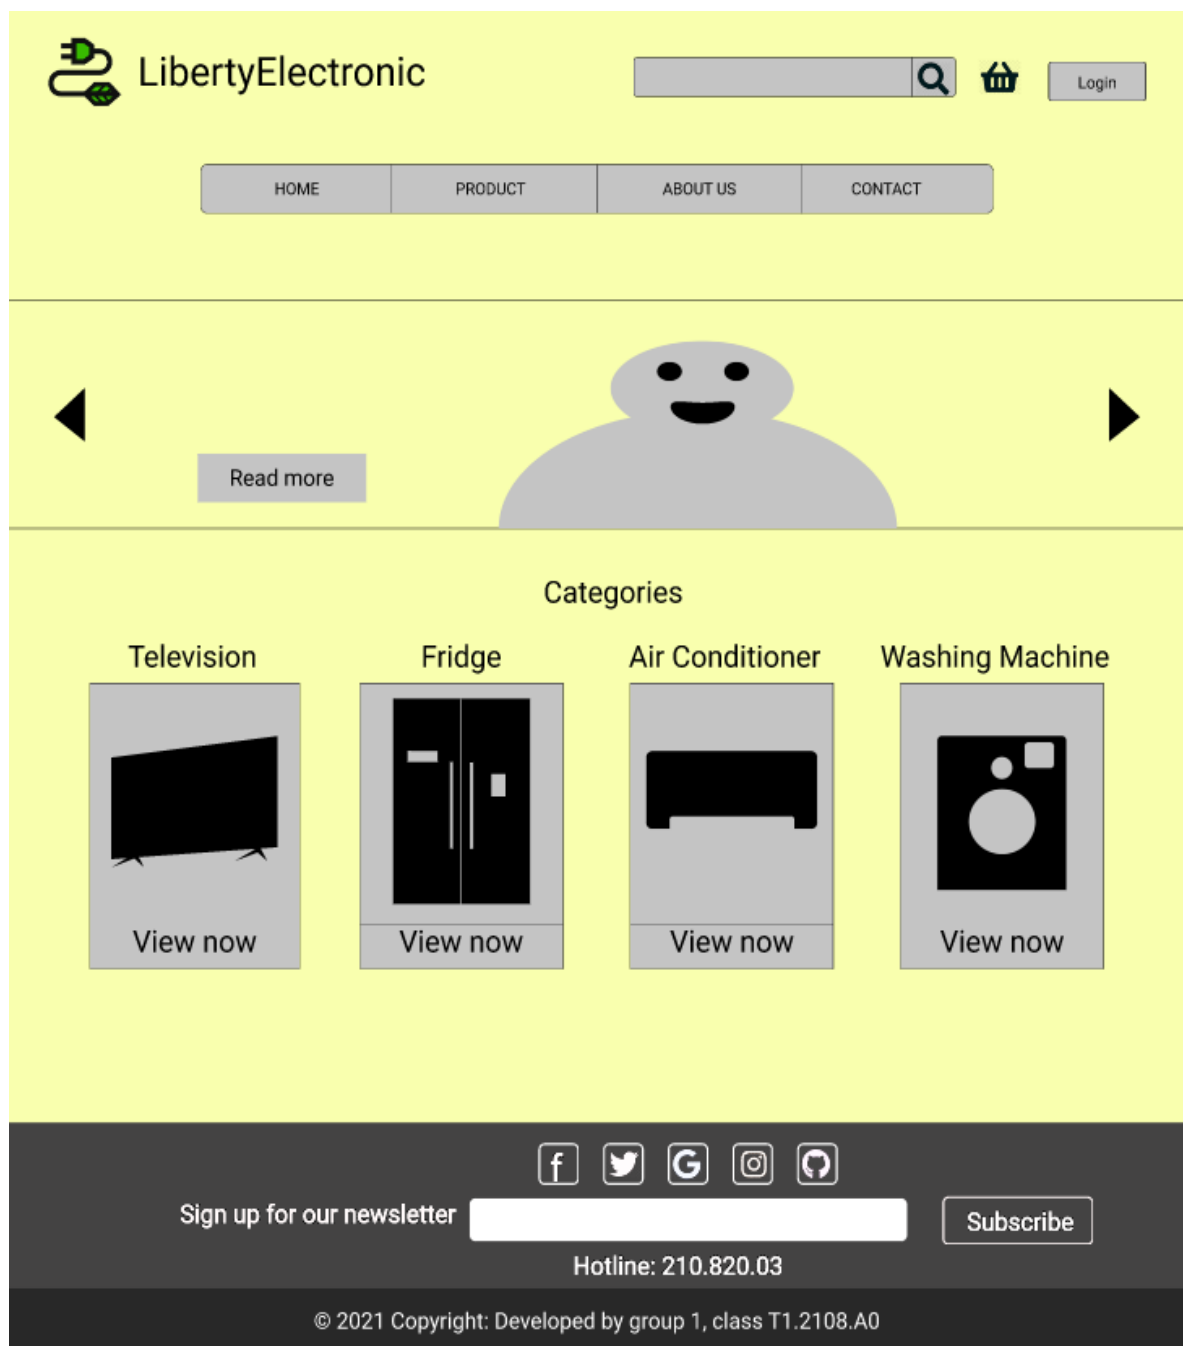 LibertyElectronic
Login
HOME PRODUCT ABOUT US CONTACT
Read more
Categories
Television Fridge Air Conditioner Washing Machine
View now View now View now View now
Sign up for our newsletter Subscribe
Hotline: 210.820.03
© 2021 Copyright: Developed by group 1, class T1.2108.A0